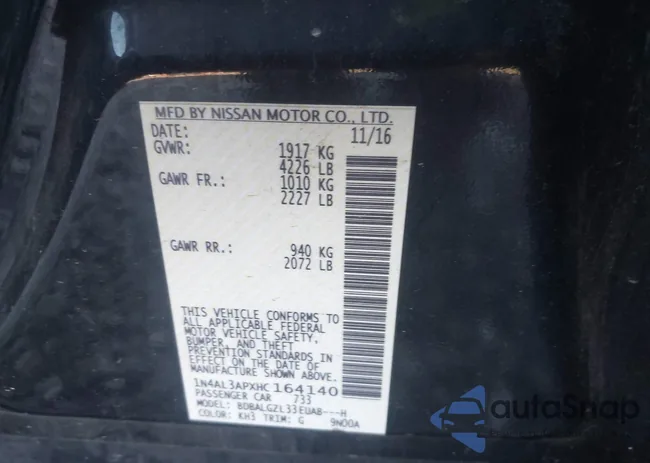 MFD BY NISSAN MOTOR CO., LTD.
DATE: 11/16
GVWR: 1917 KG
4226 LB
GAWR FR.: 1010 KG
2227 LB
GAWR RR.: 940 KG
2072 LB
THIS VEHICLE CONFORMS TO
ALL APPLICABLE FEDERAL
MOTOR VEHICLE SAFETY,
BUMPER, AND THEFT
PREVENTION STANDARDS IN
EFFECT ON THE DATE OF
MANUFACTURE SHOWN ABOVE.
1N4AL3APXHC164140
PASSENGER CAR 733
MODEL: BDBALGZL33EUAB---H
COLOR: KH3 TRIM: G 9N00A
autoSnap